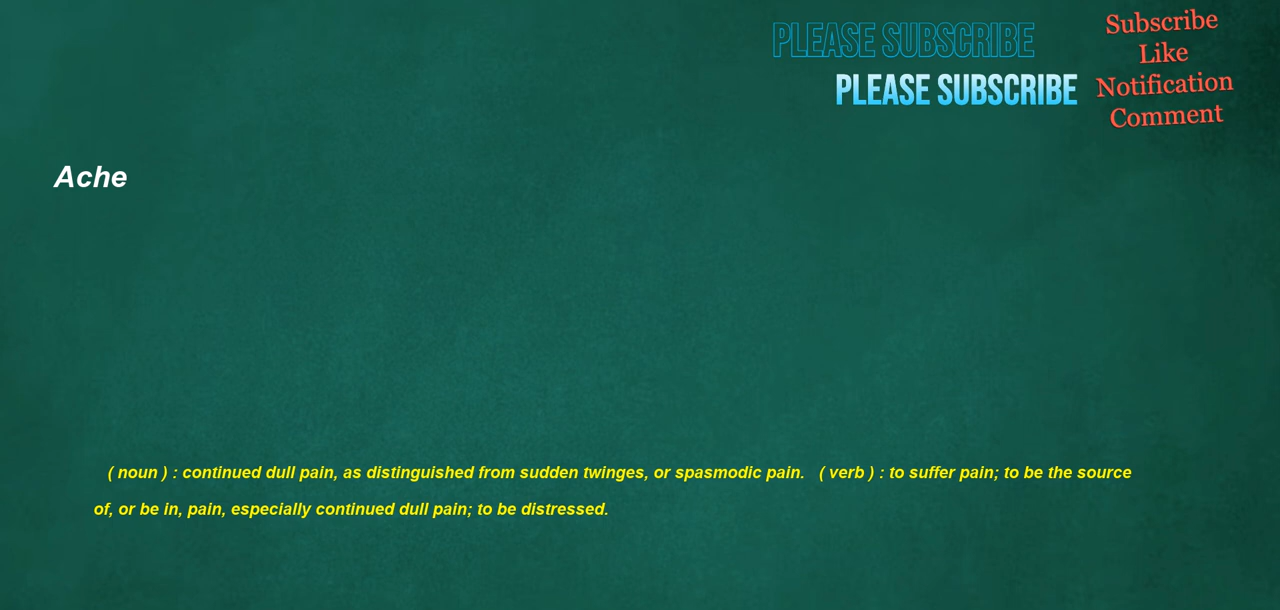 PLEASE SUBSCRIBE
PLEASE SUBSCRIBE
Subscribe
Like
Notification
Comment
Ache
( noun ) : continued dull pain, as distinguished from sudden twinges, or spasmodic pain. ( verb ) : to suffer pain; to be the source
of, or be in, pain, especially continued dull pain; to be distressed.